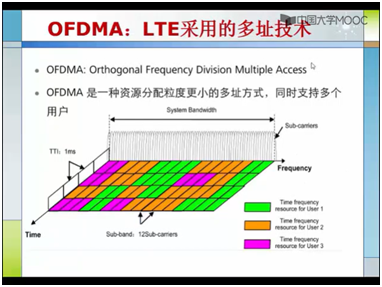 中国大学MOOC
OFDMA：LTE采用的多址技术
OFDMA: Orthogonal Frequency Division Multiple Access
OFDMA 是一种资源分配粒度更小的多址方式，同时支持多个
用户
System Bandwidth
Sub-carriers
TTI：1ms
Frequency
Time
Sub-band：12Sub-carriers
Time frequency
resource for User 1
Time frequency
resource for User 2
Time frequency
resource for User 3